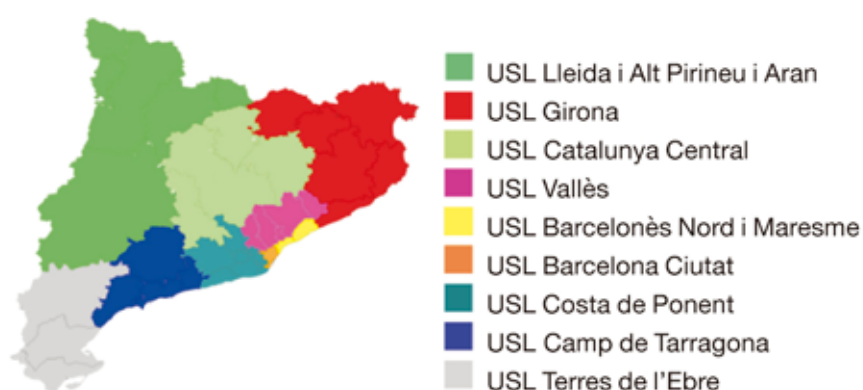 USL Lleida i Alt Pirineu i Aran
USL Girona
USL Catalunya Central
USL Vallès
USL Barcelonès Nord i Maresme
USL Barcelona Ciutat
USL Costa de Ponent
USL Camp de Tarragona
USL Terres de l'Ebre